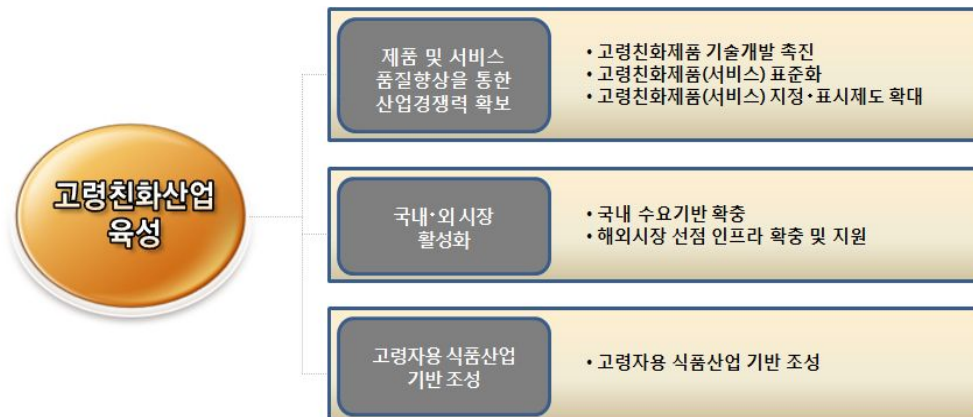 고령친화산업
육성
제품 및 서비스
품질향상을 통한
산업경쟁력 확보
• 고령친화제품 기술개발 촉진
• 고령친화제품(서비스) 표준화
• 고령친화제품(서비스) 지정·표시제도 확대
국내·외 시장
활성화
• 국내 수요기반 확충
• 해외시장 선점 인프라 확충 및 지원
고령자용 식품산업
기반 조성
• 고령자용 식품산업 기반 조성